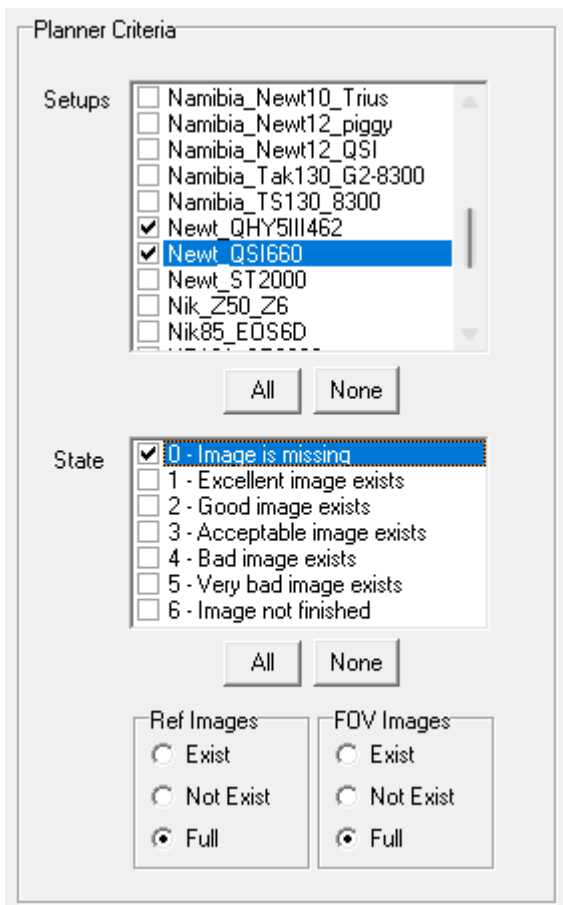 Planner Criteria
Setups
Namibia_Newt10_Trius
Namibia_Newt12_piggy
Namibia_Newt12_QSI
Namibia_Tak130_G2-8300
Namibia_TS130_8300
Newt_QHY5III462
Newt_QSI660
Newt_ST2000
Nik_Z50_Z6
Nik85_EOS6D
All None
State
0 - Image is missing
1 - Excellent image exists
2 - Good image exists
3 - Acceptable image exists
4 - Bad image exists
5 - Very bad image exists
6 - Image not finished
All None
Ref Images
Exist
Not Exist
Full
FOV Images
Exist
Not Exist
Full